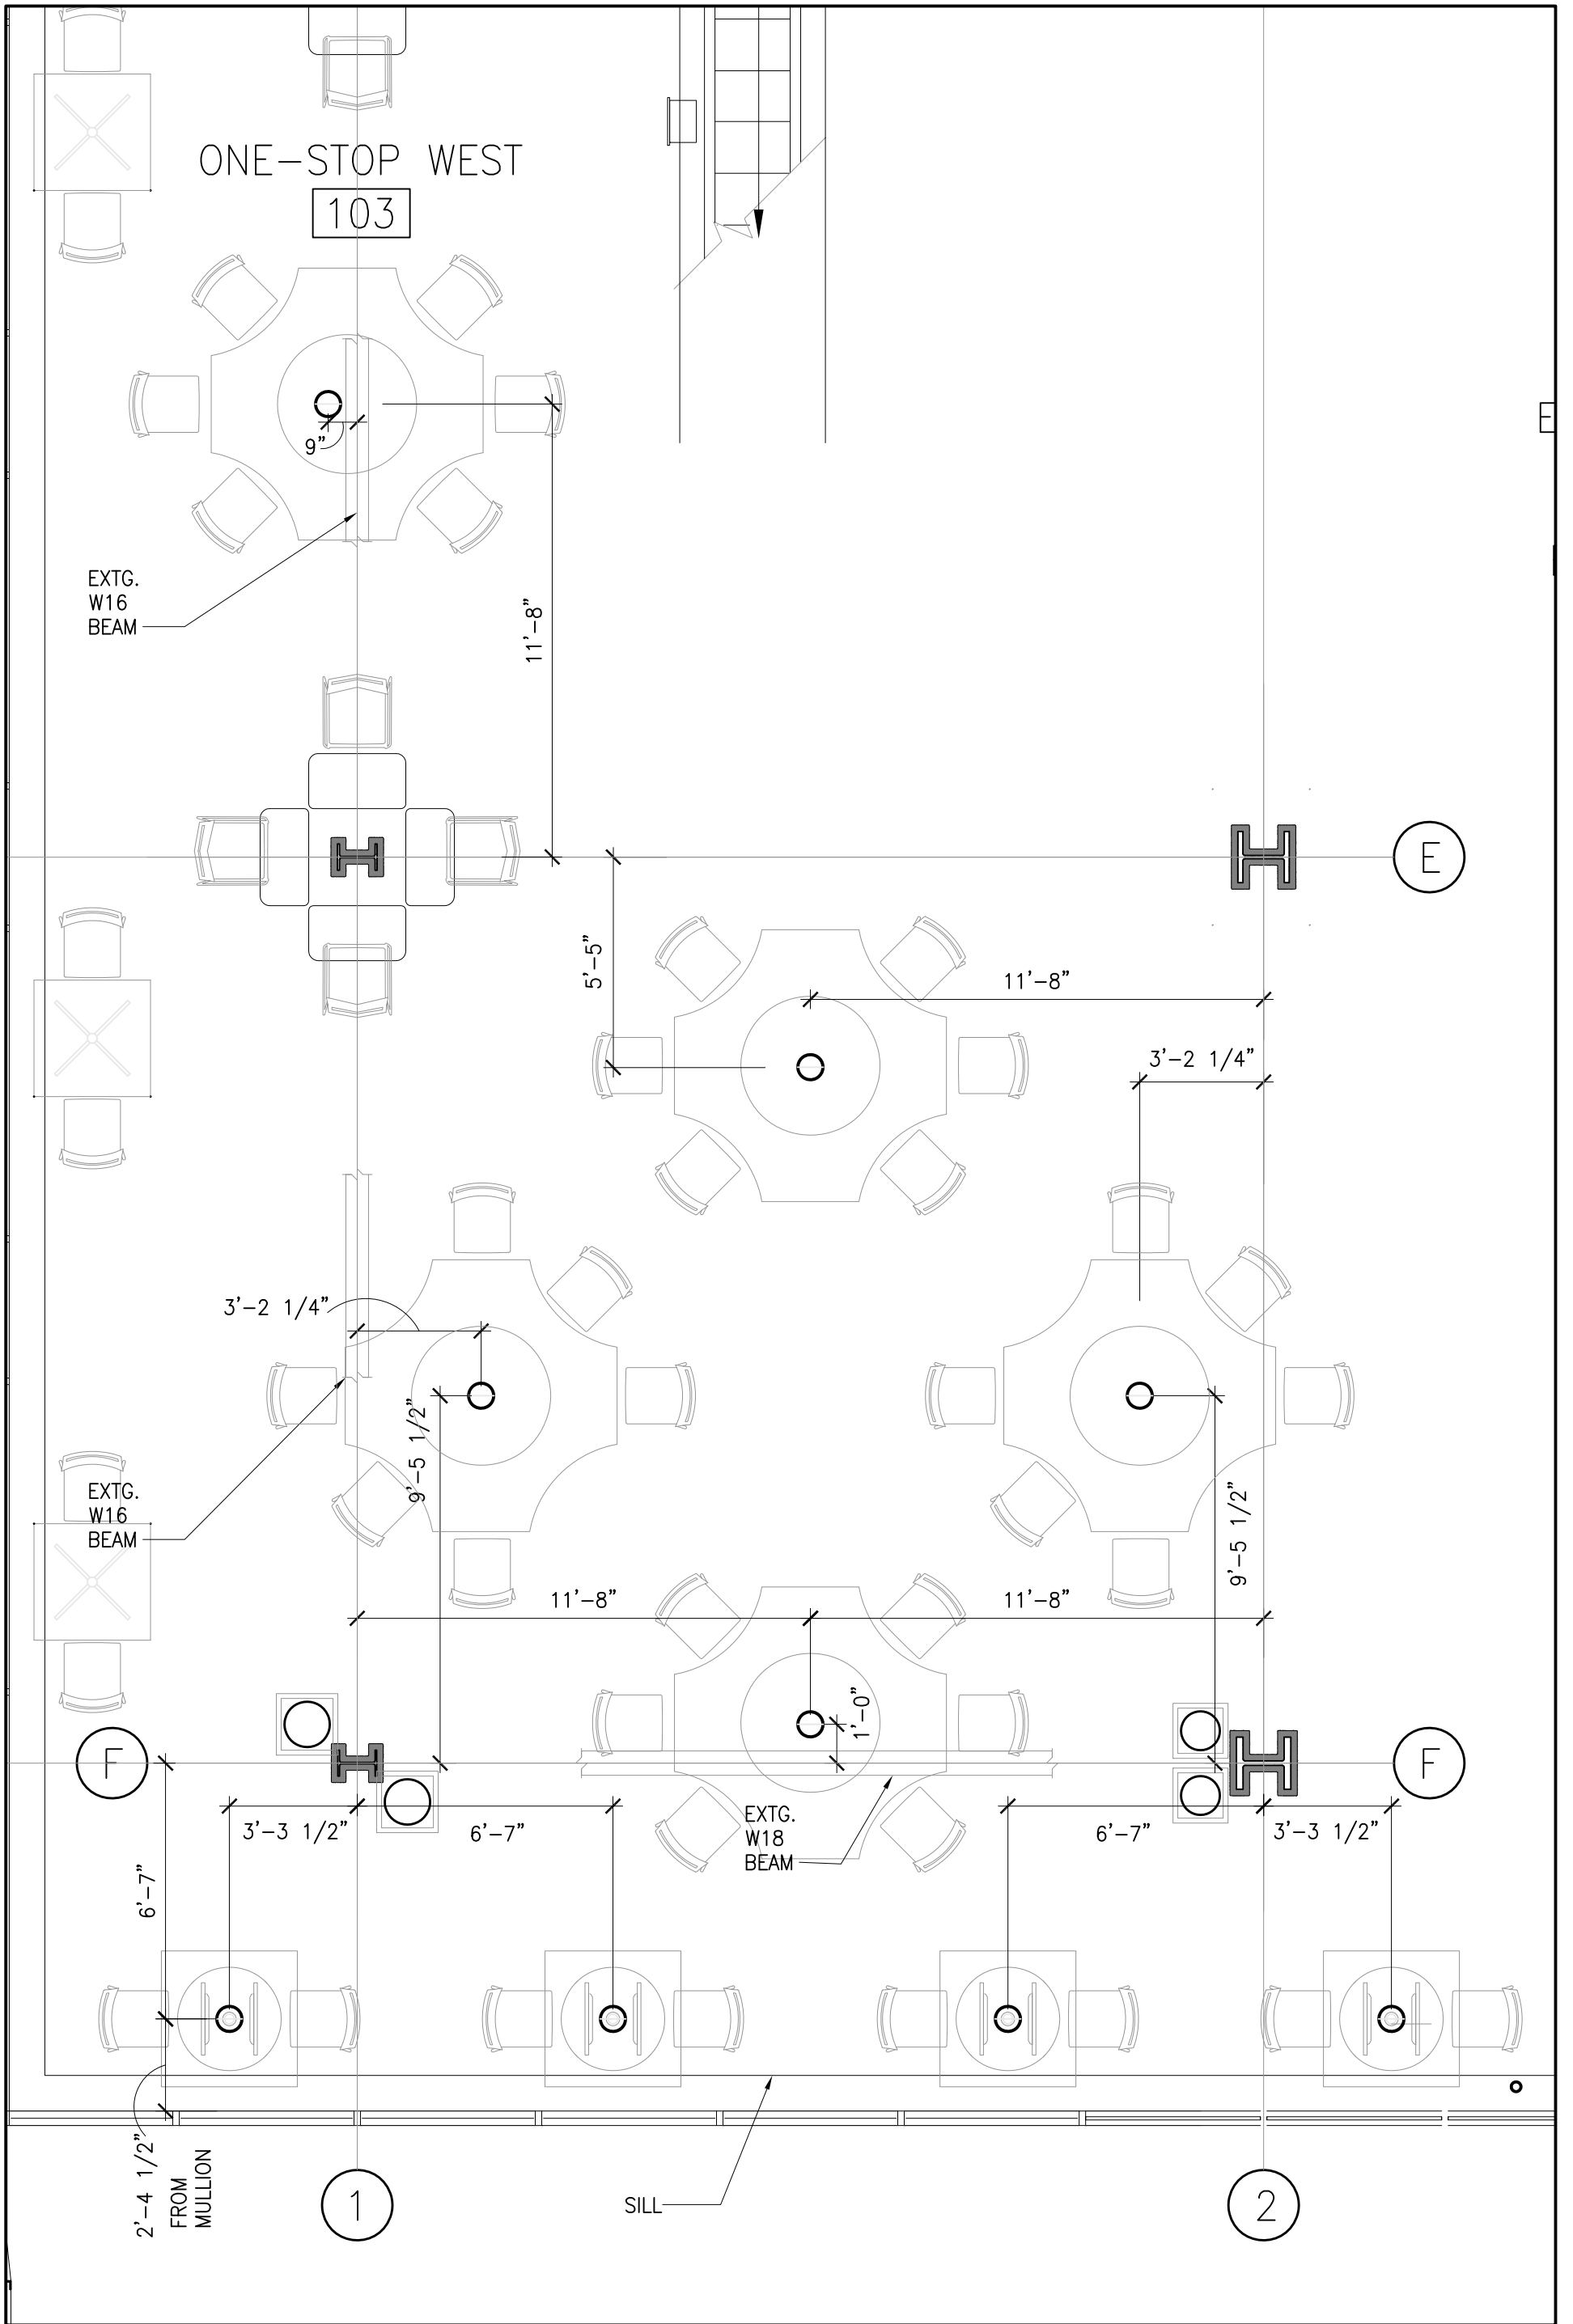 ONE-STOP WEST
103
9"
EXTG.
W16
BEAM
11'-8"
E
5'-5"
11'-8"
3'-2 1/4"
3'-2 1/4"
9'-5 1/2"
EXTG.
W16
BEAM
9'-5 1/2"
11'-8"
11'-8"
1'-0"
F
F
3'-3 1/2"
6'-7"
EXTG.
W18
BEAM
6'-7"
3'-3 1/2"
6'-7"
2'-4 1/2"
FROM
MULLION
SILL
1
2